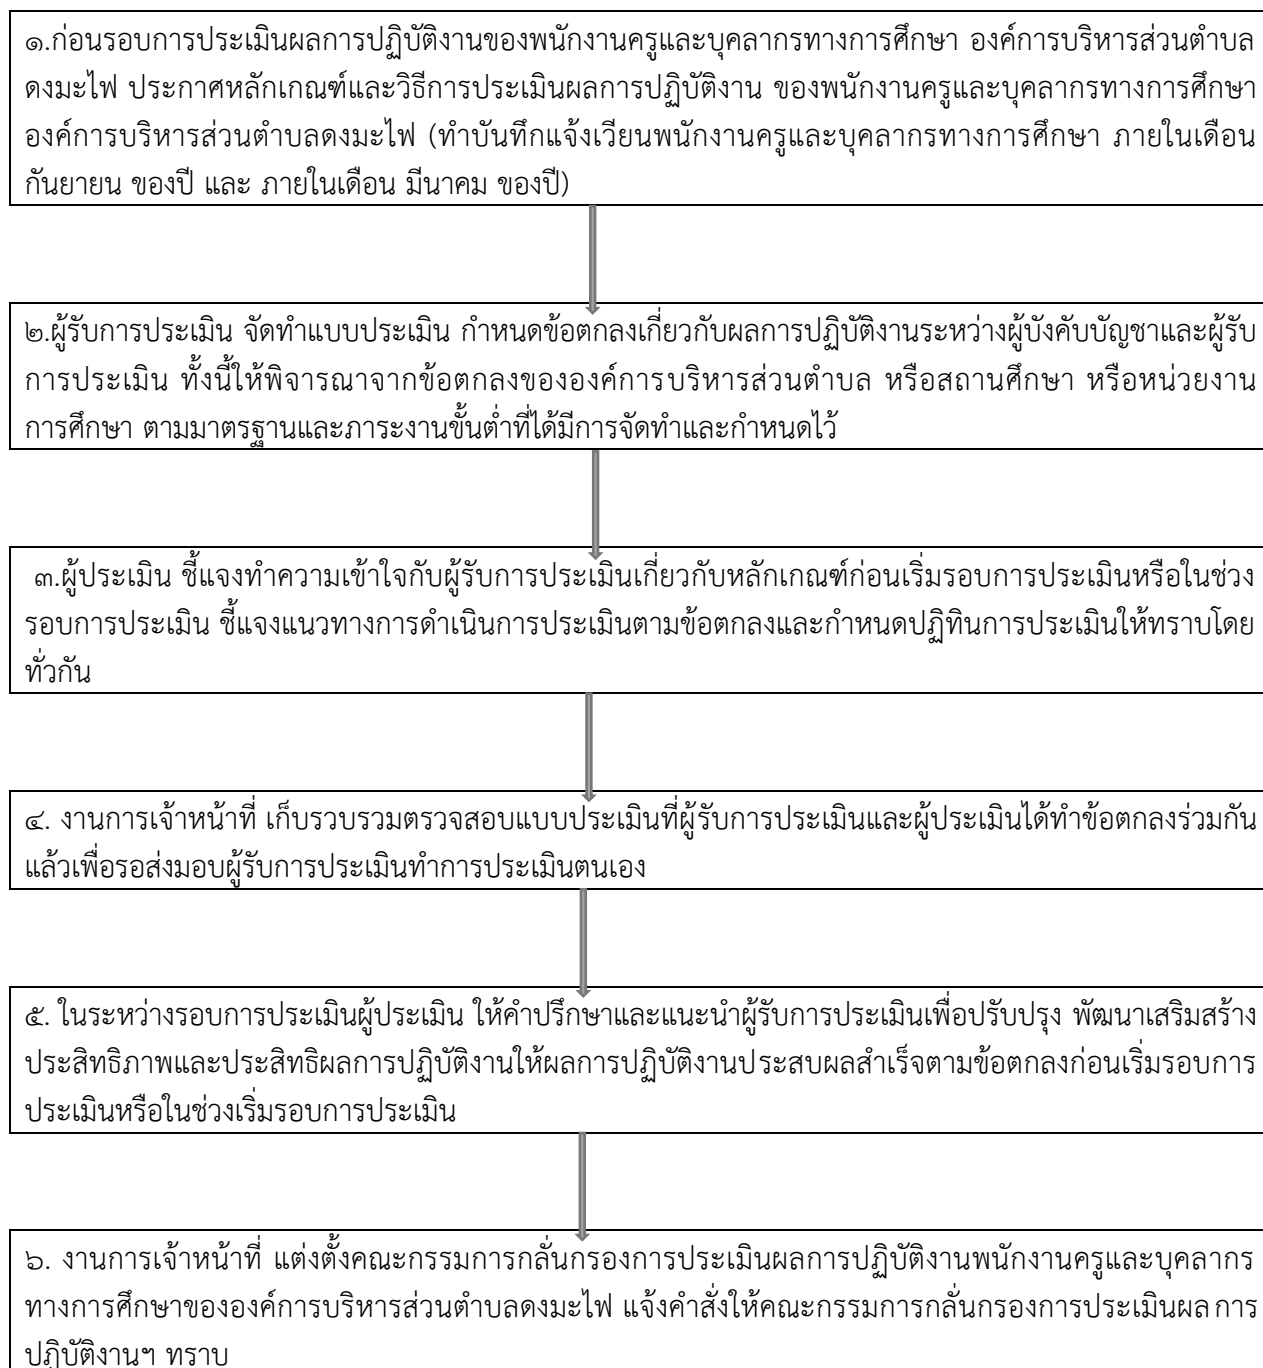 ๑.ก่อนรอบการประเมินผลการปฏิบัติงานของพนักงานครูและบุคลากรทางการศึกษา องค์การบริหารส่วนตำบล
ดงมะไฟ ประกาศหลักเกณฑ์และวิธีการประเมินผลการปฏิบัติงาน ของพนักงานครูและบุคลากรทางการศึกษา
องค์การบริหารส่วนตำบลดงมะไฟ (ทำบันทึกแจ้งเวียนพนักงานครูและบุคลากรทางการศึกษา ภายในเดือน
กันยายน ของปี และ ภายในเดือน มีนาคม ของปี)
๒.ผู้รับการประเมิน จัดทำแบบประเมิน กำหนดข้อตกลงเกี่ยวกับผลการปฏิบัติงานระหว่างผู้บังคับบัญชาและผู้รับ
การประเมิน ทั้งนี้ให้พิจารณาจากข้อตกลงขององค์การบริหารส่วนตำบล หรือสถานศึกษา หรือหน่วยงาน
การศึกษา ตามมาตรฐานและภาระงานขั้นต่ำที่ได้มีการจัดทำและกำหนดไว้
๓.ผู้ประเมิน ชี้แจงทำความเข้าใจกับผู้รับการประเมินเกี่ยวกับหลักเกณฑ์ก่อนเริ่มรอบการประเมินหรือในช่วง
รอบการประเมิน ชี้แจงแนวทางการดำเนินการประเมินตามข้อตกลงและกำหนดปฏิทินการประเมินให้ทราบโดย
ทั่วกัน
๔. งานการเจ้าหน้าที่ เก็บรวบรวมตรวจสอบแบบประเมินที่ผู้รับการประเมินและผู้ประเมินได้ทำข้อตกลงร่วมกัน
แล้วเพื่อรอส่งมอบผู้รับการประเมินทำการประเมินตนเอง
๕. ในระหว่างรอบการประเมินผู้ประเมิน ให้คำปรึกษาและแนะนำผู้รับการประเมินเพื่อปรับปรุง พัฒนาเสริมสร้าง
ประสิทธิภาพและประสิทธิผลการปฏิบัติงานให้ผลการปฏิบัติงานประสบผลสำเร็จตามข้อตกลงก่อนเริ่มรอบการ
ประเมินหรือในช่วงเริ่มรอบการประเมิน
๖. งานการเจ้าหน้าที่ แต่งตั้งคณะกรรมการกลั่นกรองการประเมินผลการปฏิบัติงานพนักงานครูและบุคลากร
ทางการศึกษาขององค์การบริหารส่วนตำบลดงมะไฟ แจ้งคำสั่งให้คณะกรรมการกลั่นกรองการประเมินผลการ
ปฏิบัติงานฯ ทราบ